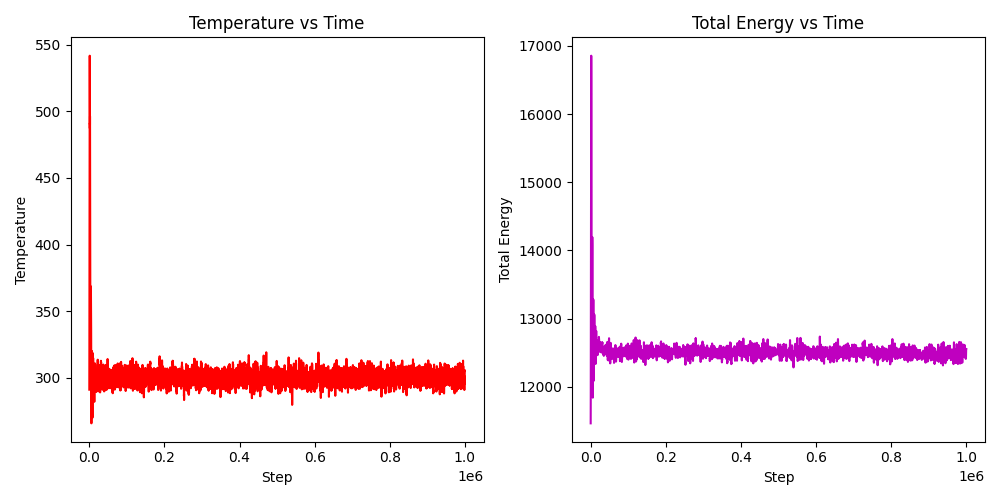 Temperature vs Time
Temperature
550
500
450
400
350
300
0.0 0.2 0.4 0.6 0.8 1.0
1e6
Step
Total Energy vs Time
Total Energy
17000
16000
15000
14000
13000
12000
0.0 0.2 0.4 0.6 0.8 1.0
1e6
Step